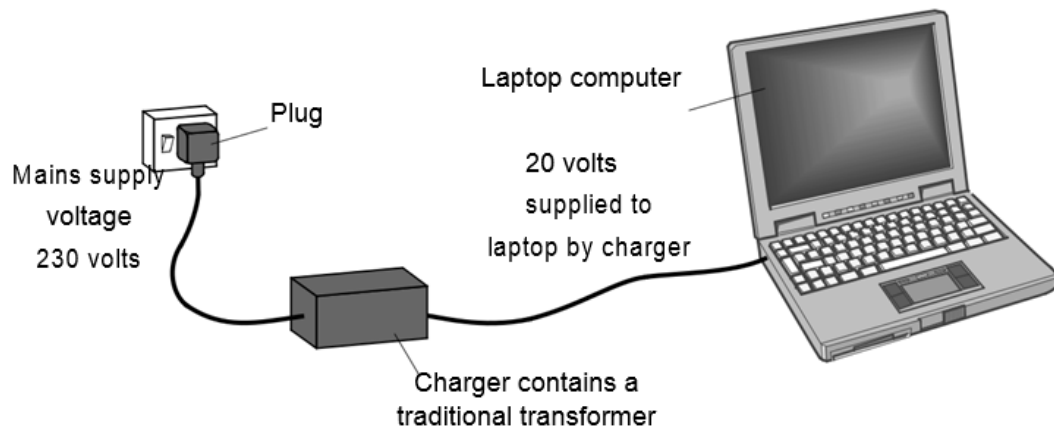 Laptop computer
Plug
Mains supply
voltage
230 volts
20 volts
supplied to
laptop by charger
Charger contains a
traditional transformer